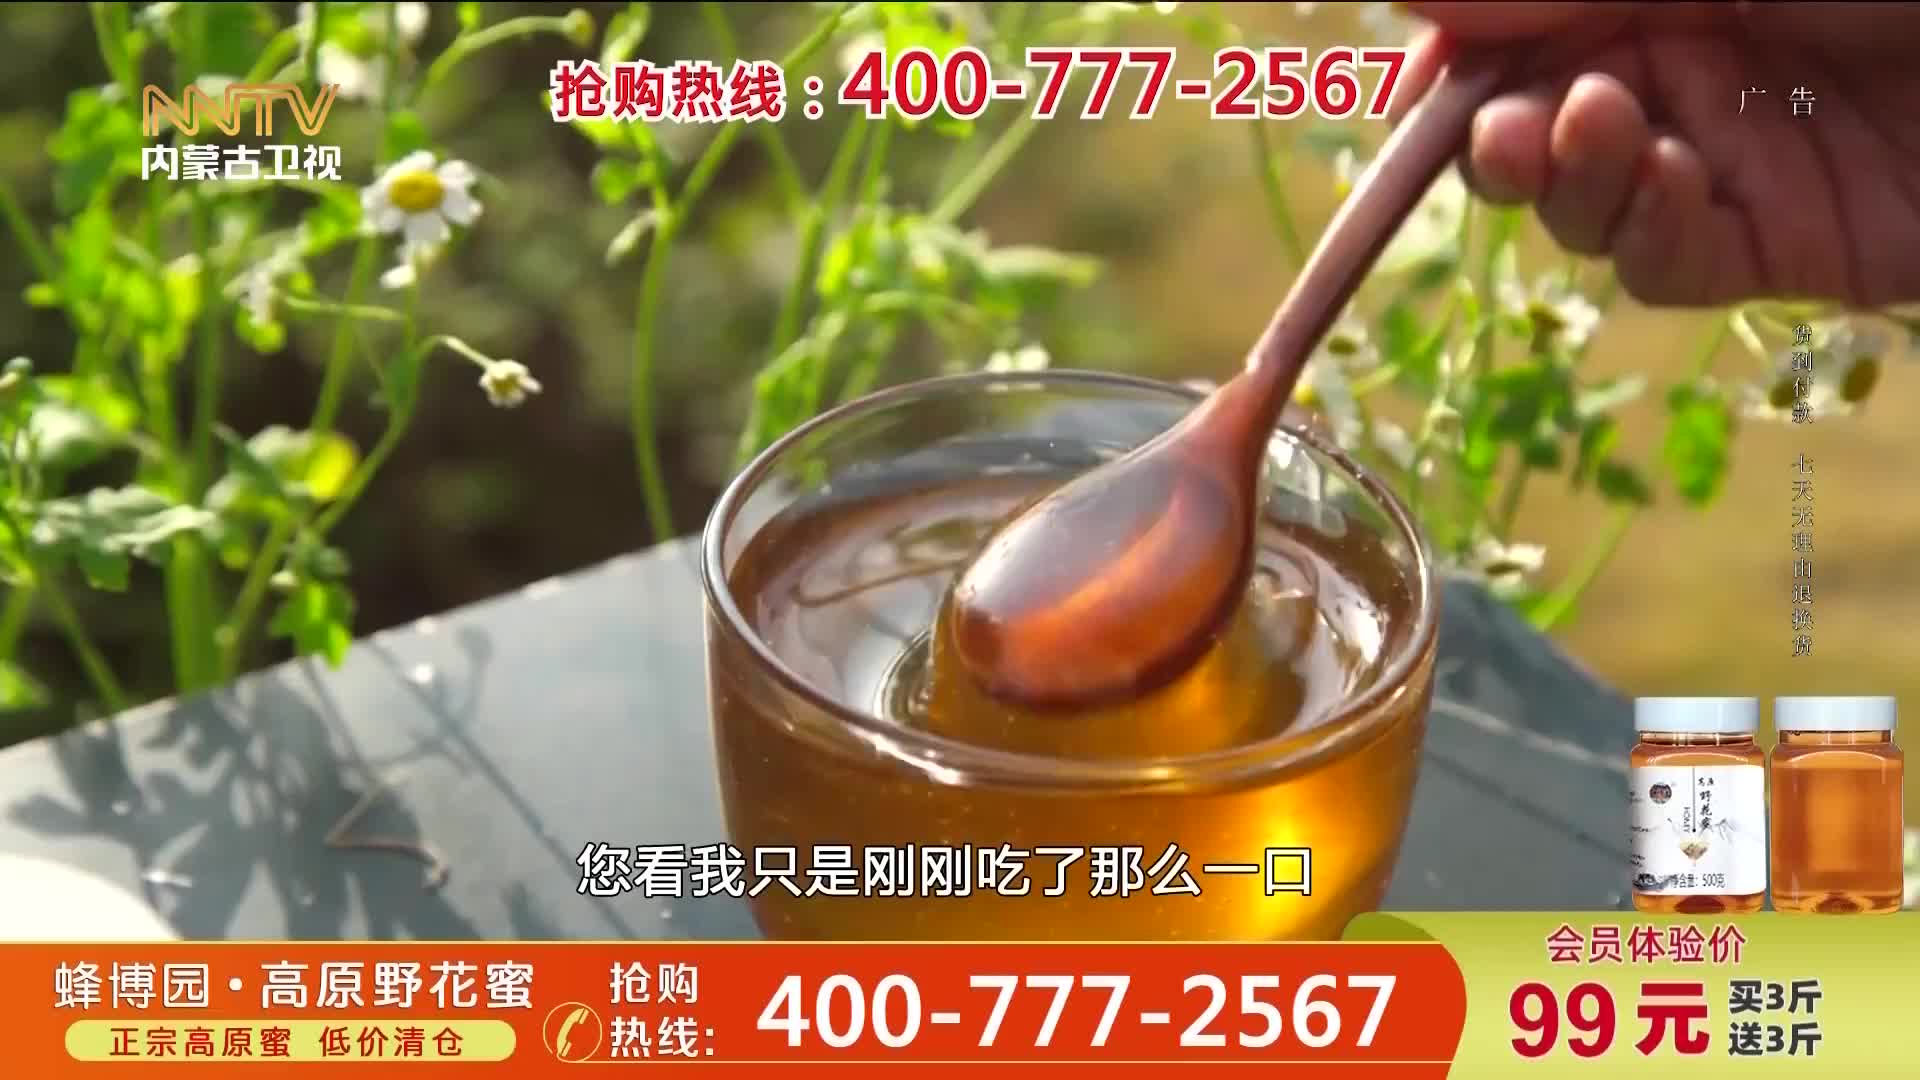 抢购热线：400-777-2567
NNTV
内蒙古卫视
广 告
货到付款 七天无理由退换货
野花蜜
净含量：500克
您看我只是刚刚吃了那么一口
蜂博园·高原野花蜜
正宗高原蜜 低价清仓
抢购
热线:
400-777-2567
会员体验价
99元
买3斤
送3斤